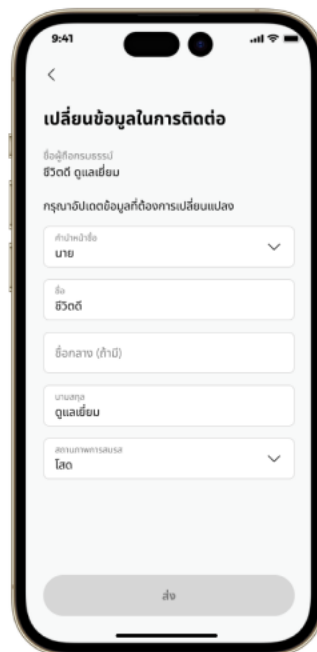 9:41
เปลี่ยนข้อมูลในการติดต่อ
ชื่อผู้ถือกรมธรรม์
ชีวิตดี ดูแลเยี่ยม
กรุณาอัปเดตข้อมูลที่ต้องการเปลี่ยนแปลง
คำนำหน้าชื่อ
นาย
ชื่อ
ชีวิตดี
ชื่อกลาง (ถ้ามี)
นามสกุล
ดูแลเยี่ยม
สถานภาพการสมรส
โสด
ส่ง